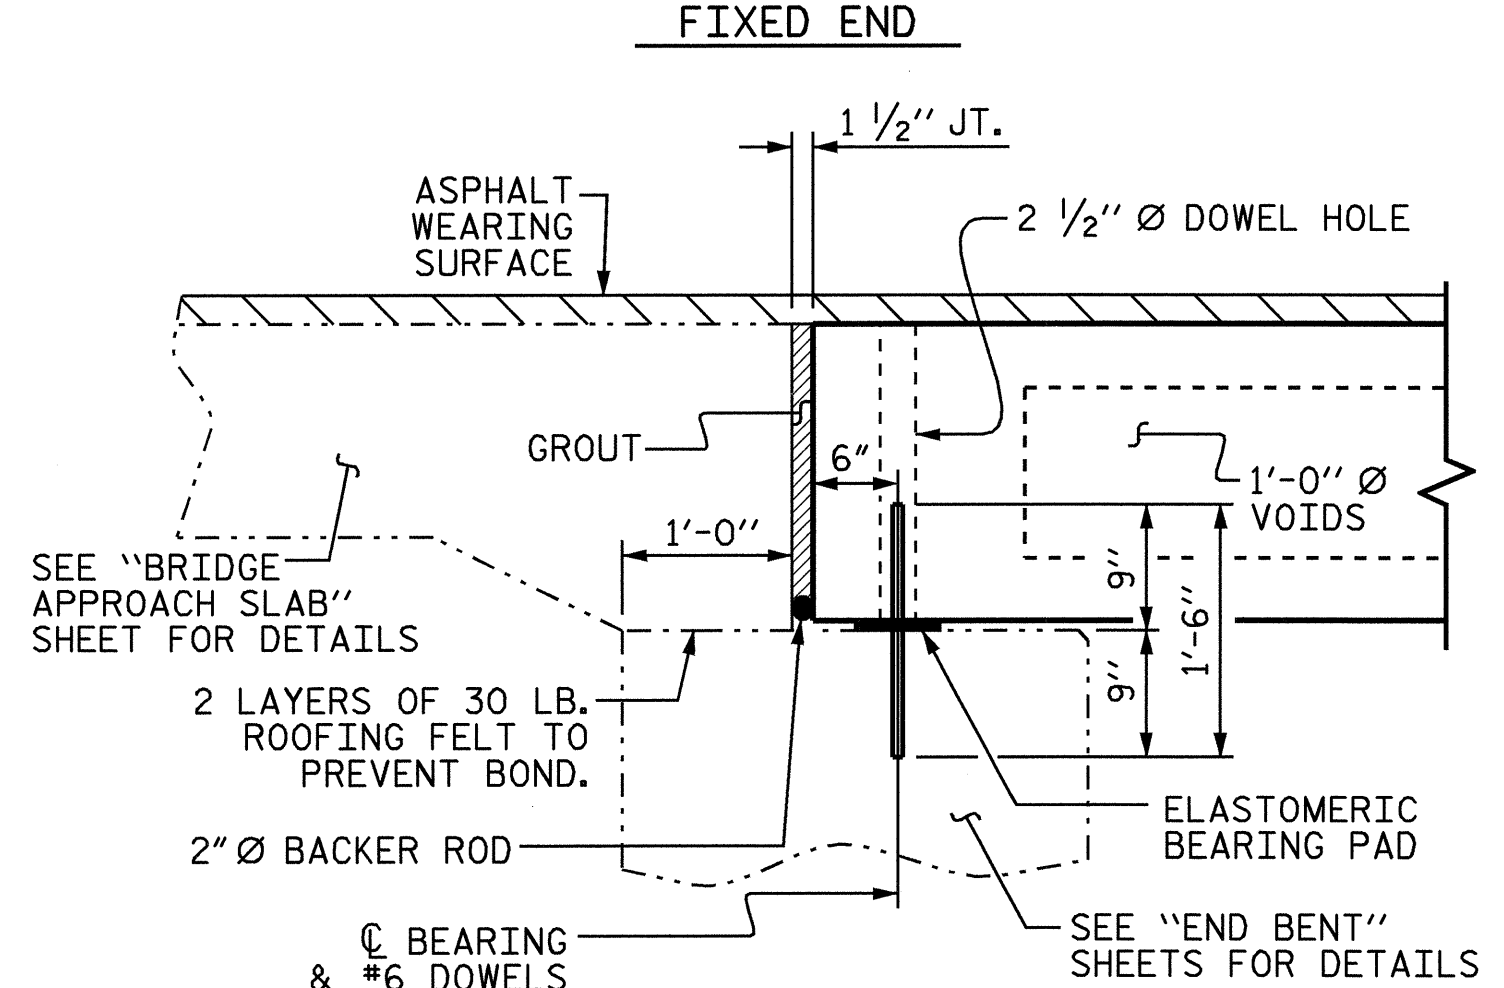 FIXED END
1 1/2" JT.
ASPHALT
WEARING
SURFACE
2 1/2" Ø DOWEL HOLE
GROUT
6"
1'-0" Ø
VOIDS
1'-0"
SEE "BRIDGE
APPROACH SLAB"
SHEET FOR DETAILS
9"
1'-6"
9"
2 LAYERS OF 30 LB.
ROOFING FELT TO
PREVENT BOND.
ELASTOMERIC
BEARING PAD
2" Ø BACKER ROD
SEE "END BENT"
SHEETS FOR DETAILS
℄ BEARING
& #6 DOWELS